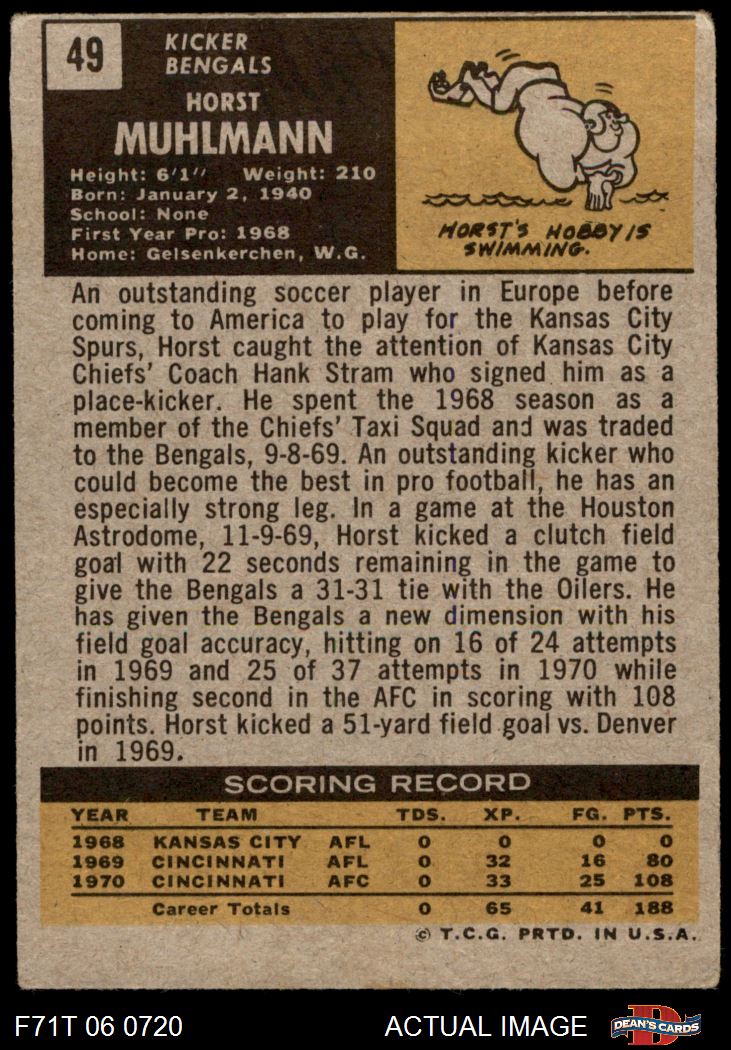 49
KICKER
BENGALS
HORST
MUHLMANN
Height: 6'1" Weight: 210
Born: January 2, 1940
School: None
First Year Pro: 1968
Home: Gelsenkerchen, W.G.
HORST'S HOBBY IS
SWIMMING.
An outstanding soccer player in Europe before
coming to America to play for the Kansas City
Spurs, Horst caught the attention of Kansas City
Chiefs' Coach Hank Stram who signed him as a
place-kicker. He spent the 1968 season as a
member of the Chiefs' Taxi Squad and was traded
to the Bengals, 9-8-69. An outstanding kicker who
could become the best in pro football, he has an
especially strong leg. In a game at the Houston
Astrodome, 11-9-69, Horst kicked a clutch field
goal with 22 seconds remaining in the game to
give the Bengals a 31-31 tie with the Oilers. He
has given the Bengals a new dimension with his
field goal accuracy, hitting on 16 of 24 attempts
in 1969 and 25 of 37 attempts in 1970 while
finishing second in the AFC in scoring with 108
points. Horst kicked a 51-yard field goal vs. Denver
in 1969.
SCORING RECORD
YEAR TEAM TDS. XP. FG. PTS.
1968 KANSAS CITY AFL 0 0 0 0
1969 CINCINNATI AFL 0 32 16 80
1970 CINCINNATI AFC 0 33 25 108
Career Totals 0 65 41 188
© T.C.G. PRTD. IN U.S.A.
F71T 06 0720 ACTUAL IMAGE D DEAN'S CARDS